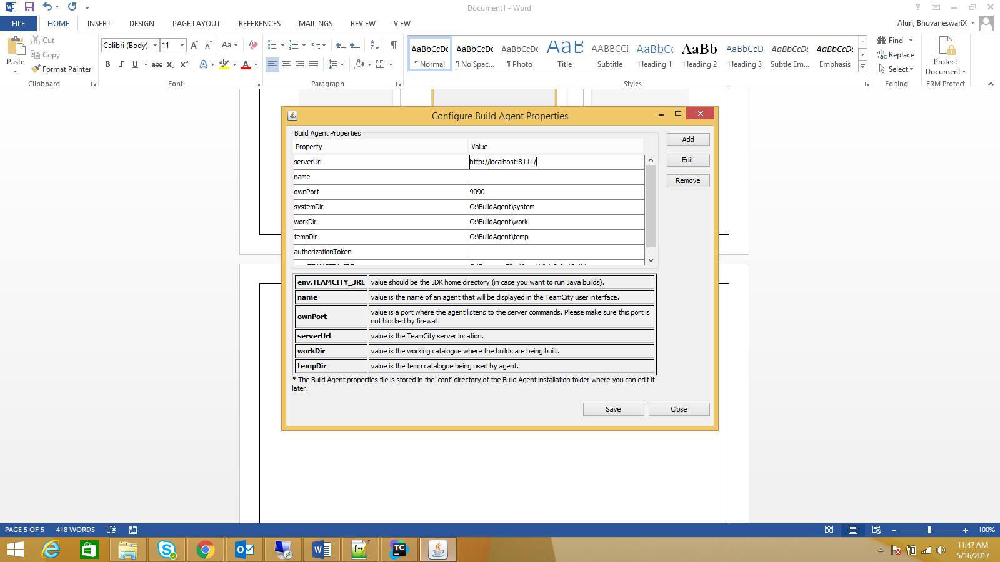 Document1 - Word
?
FILE HOME INSERT DESIGN PAGE LAYOUT REFERENCES MAILINGS REVIEW VIEW
Aluri, BhuvaneswariX
Paste
Cut
Copy
Format Painter
Clipboard
Calibri (Body) 11
B I U abc x₂ x²
Font
Paragraph
AaBbCcDc AaBbCcDc AaBbCcDc AaB AABBCCI AaBbCc AaBb AaBbCcD AaBbCcDc AaBbCcDc
¶ Normal ¶ No Spac... ¶ Photo Title Subtitle Heading 1 Heading 2 Heading 3 Subtle Em... Emphasis
Styles
Find
Replace
Select
Editing
Protect
Document
ERM Protect
Configure Build Agent Properties
Build Agent Properties
Property Value
serverUrl http://localhost:8111/
name
ownPort 9090
systemDir C:\BuildAgent\system
workDir C:\BuildAgent\work
tempDir C:\BuildAgent\temp
authorizationToken
Add
Edit
Remove
env.TEAMCITY_JRE value should be the JDK home directory (in case you want to run Java builds).
name value is the name of an agent that will be displayed in the TeamCity user interface.
ownPort value is a port where the agent listens to the server commands. Please make sure this port is
not blocked by firewall.
serverUrl value is the TeamCity server location.
workDir value is the working catalogue where the builds are being built.
tempDir value is the temp catalogue being used by agent.
* The Build Agent properties file is stored in the 'conf' directory of the Build Agent installation folder where you can edit it
later.
Save Close
PAGE 5 OF 5 418 WORDS
100%
11:47 AM
5/16/2017